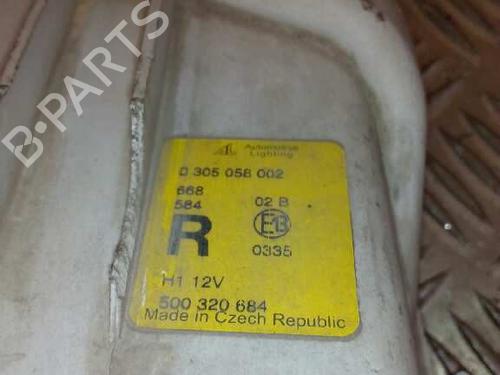 B-PARTS
Automotive
Lighting
0 305 058 002
668
584
02 B
R
E13
0335
H1 12V
500 320 684
Made in Czech Republic